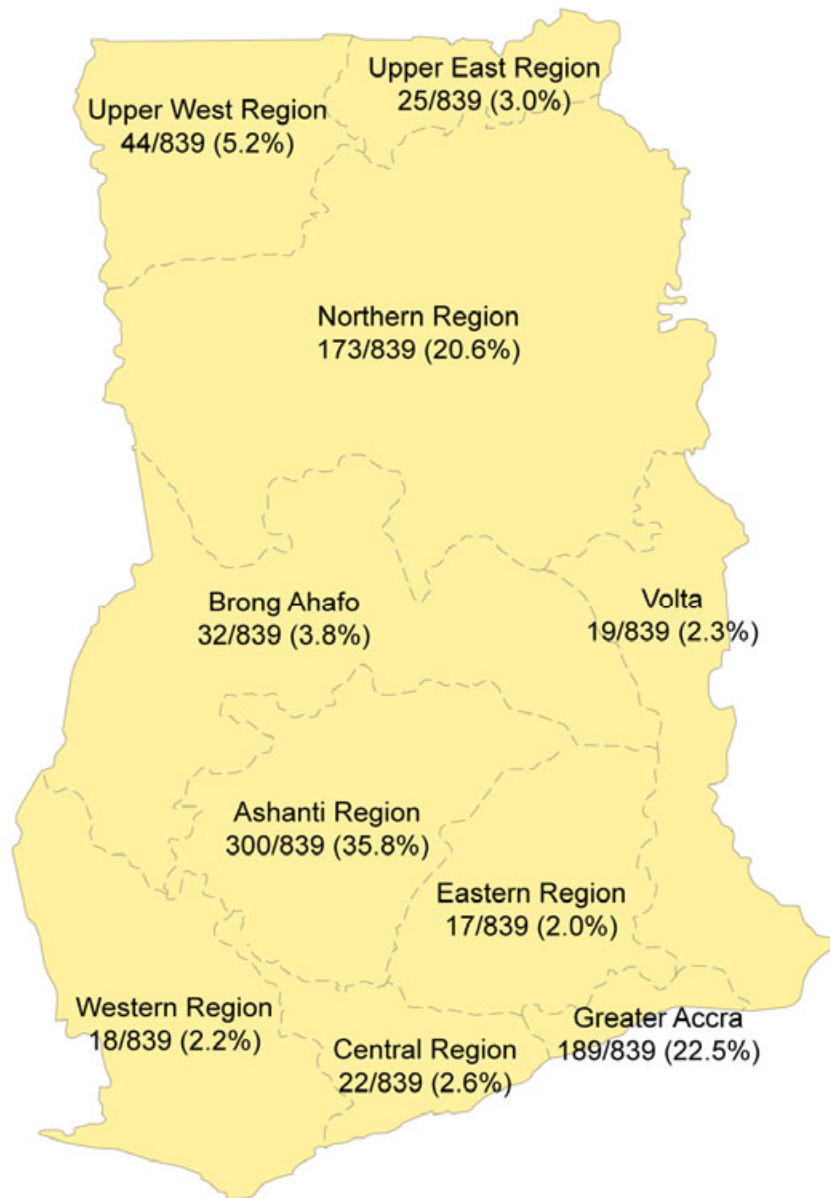 Upper East Region
25/839 (3.0%)
Upper West Region
44/839 (5.2%)
Northern Region
173/839 (20.6%)
Brong Ahafo
32/839 (3.8%)
Volta
19/839 (2.3%)
Ashanti Region
300/839 (35.8%)
Eastern Region
17/839 (2.0%)
Western Region
18/839 (2.2%)
Greater Accra
189/839 (22.5%)
Central Region
22/839 (2.6%)